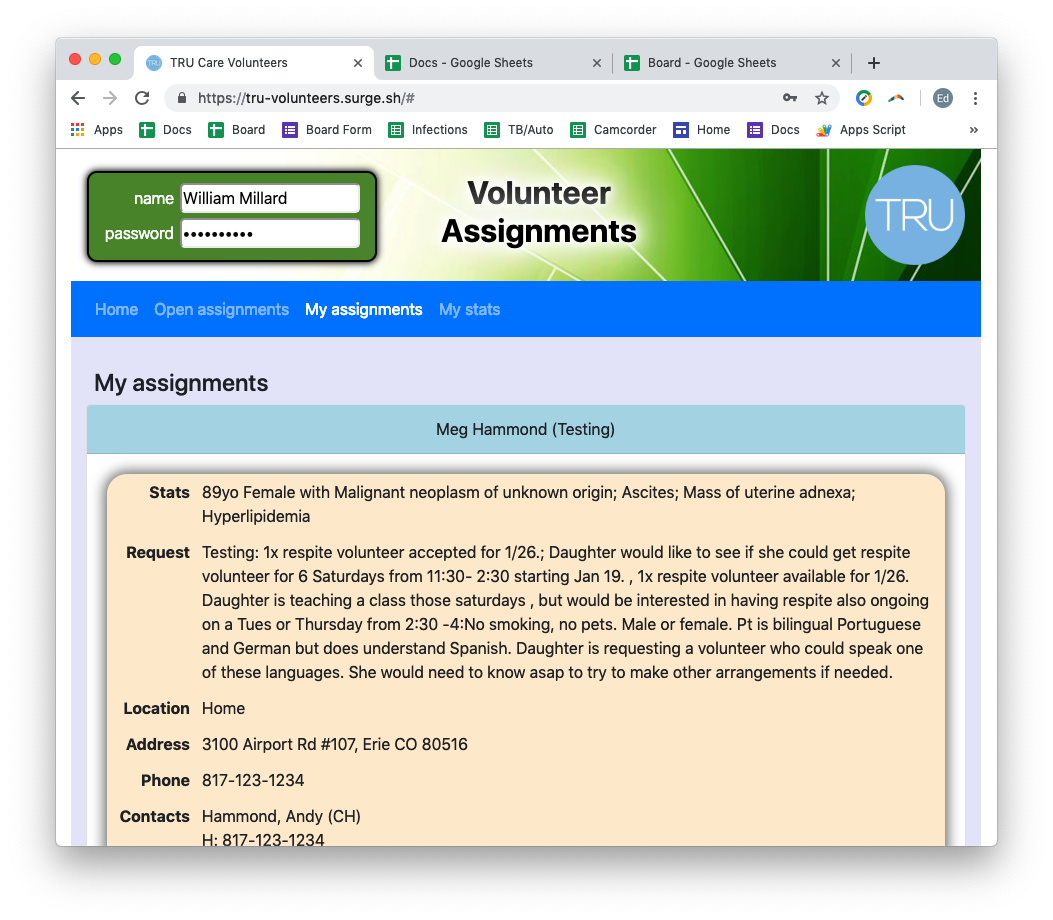 TRU TRU Care Volunteers Docs - Google Sheets Board - Google Sheets
https://tru-volunteers.surge.sh/# Ed
Apps Docs Board Board Form Infections TB/Auto Camcorder Home Docs Apps Script »
name William Millard
password ••••••••••
Volunteer
Assignments
TRU
Home Open assignments My assignments My stats
My assignments
Meg Hammond (Testing)
Stats 89yo Female with Malignant neoplasm of unknown origin; Ascites; Mass of uterine adnexa;
Hyperlipidemia
Request Testing: 1x respite volunteer accepted for 1/26.; Daughter would like to see if she could get respite
volunteer for 6 Saturdays from 11:30- 2:30 starting Jan 19. , 1x respite volunteer available for 1/26.
Daughter is teaching a class those saturdays , but would be interested in having respite also ongoing
on a Tues or Thursday from 2:30 -4:No smoking, no pets. Male or female. Pt is bilingual Portuguese
and German but does understand Spanish. Daughter is requesting a volunteer who could speak one
of these languages. She would need to know asap to try to make other arrangements if needed.
Location Home
Address 3100 Airport Rd #107, Erie CO 80516
Phone 817-123-1234
Contacts Hammond, Andy (CH)
H: 817-123-1234